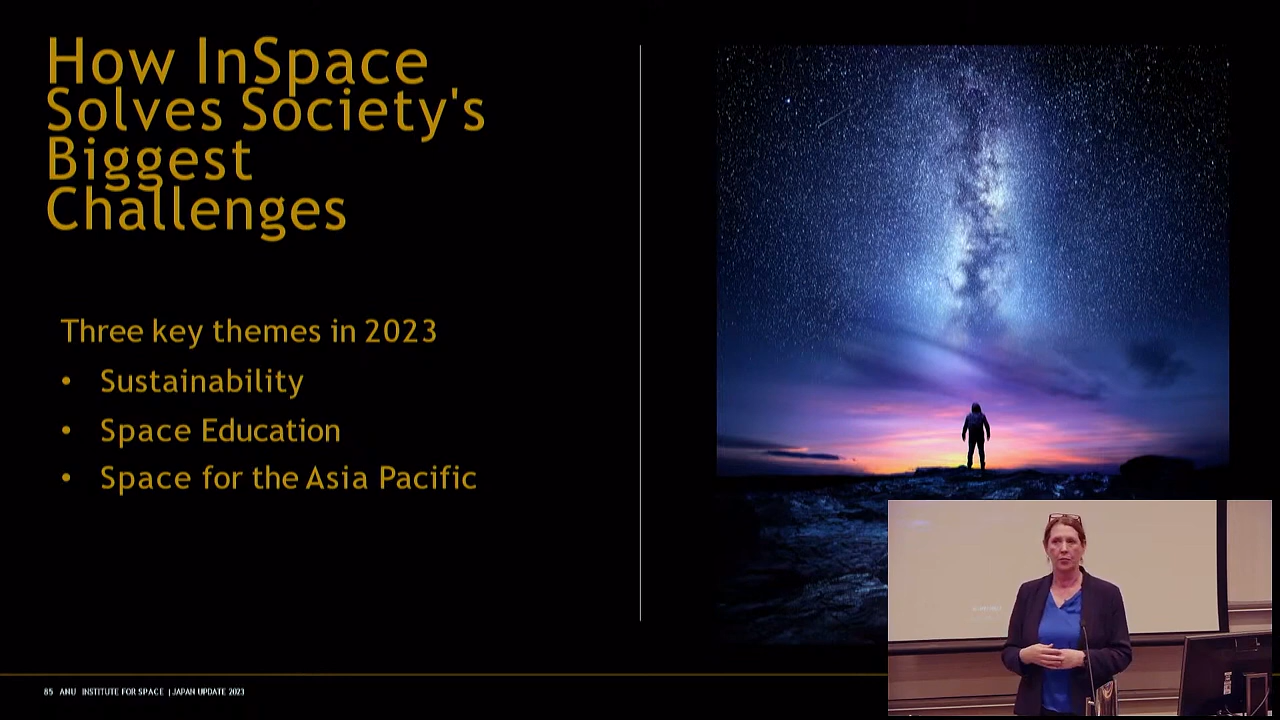 How InSpace
Solves Society's
Biggest
Challenges
Three key themes in 2023
• Sustainability
• Space Education
• Space for the Asia Pacific
85 ANU INSTITUTE FOR SPACE | JAPAN UPDATE 2023